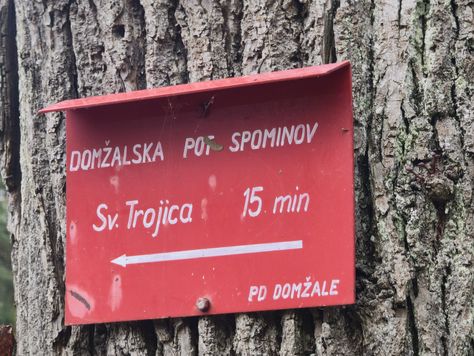 DOMŽALSKA POT SPOMINOV
Sv. Trojica 15 min
PD DOMŽALE